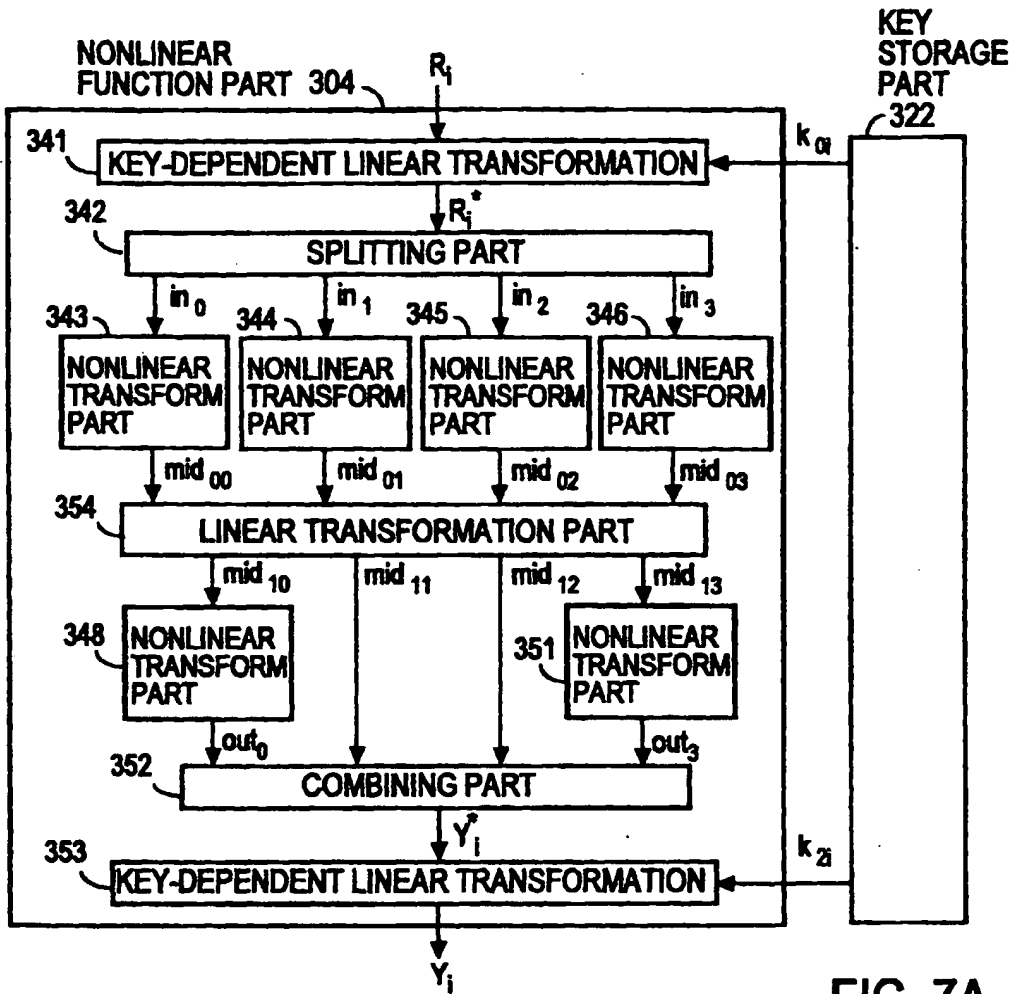 NONLINEAR
FUNCTION PART 304
R_i
KEY
STORAGE
PART
322
341
KEY-DEPENDENT LINEAR TRANSFORMATION
k_0i
R_i^*
342
SPLITTING PART
in_0
in_1
in_2
in_3
343
344
345
346
NONLINEAR
TRANSFORM
PART
NONLINEAR
TRANSFORM
PART
NONLINEAR
TRANSFORM
PART
NONLINEAR
TRANSFORM
PART
mid_00
mid_01
mid_02
mid_03
354
LINEAR TRANSFORMATION PART
mid_10
mid_11
mid_12
mid_13
348
NONLINEAR
TRANSFORM
PART
351
NONLINEAR
TRANSFORM
PART
out_0
out_3
352
COMBINING PART
Y_i^*
k_2i
353
KEY-DEPENDENT LINEAR TRANSFORMATION
Y_i
FIG. 7A